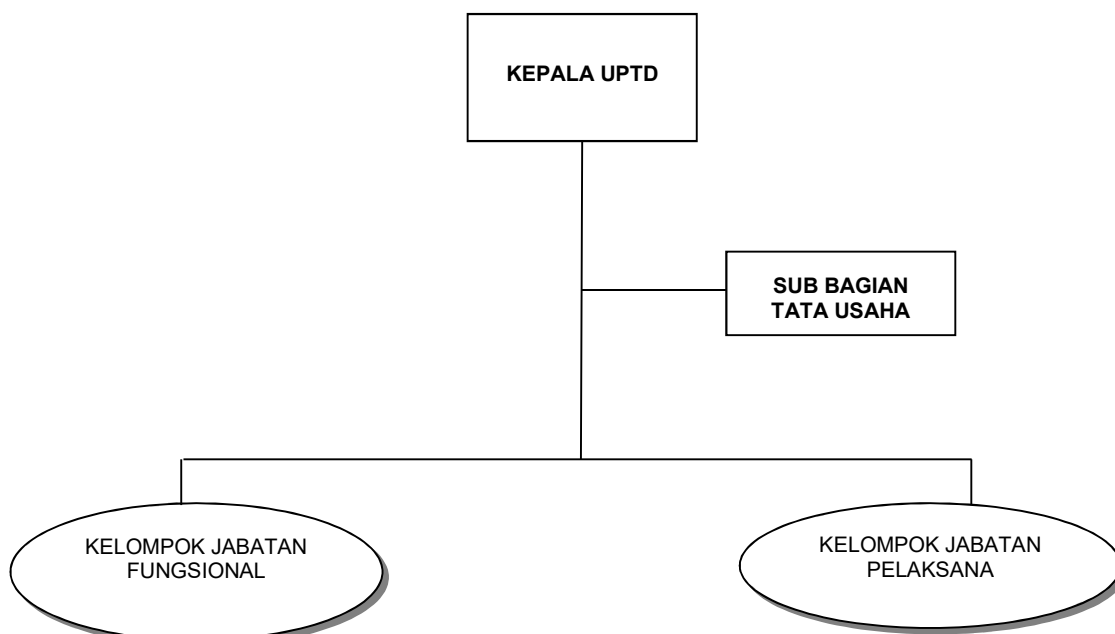 KEPALA UPTD
SUB BAGIAN
TATA USAHA
KELOMPOK JABATAN
FUNGSIONAL
KELOMPOK JABATAN
PELAKSANA